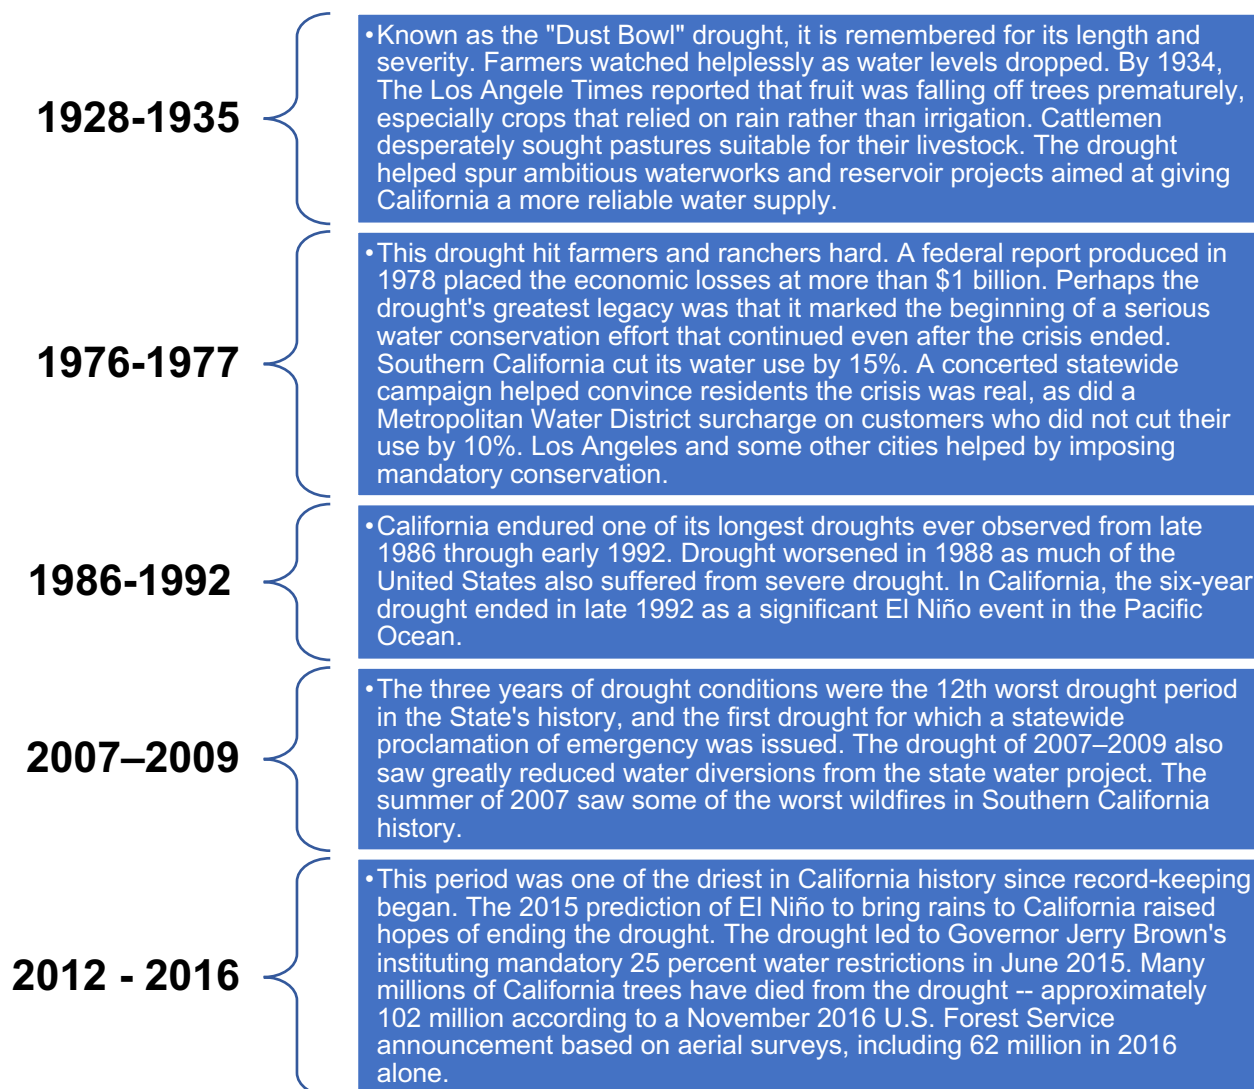 1928-1935
•Known as the "Dust Bowl" drought, it is remembered for its length and
severity. Farmers watched helplessly as water levels dropped. By 1934,
The Los Angele Times reported that fruit was falling off trees prematurely,
especially crops that relied on rain rather than irrigation. Cattlemen
desperately sought pastures suitable for their livestock. The drought
helped spur ambitious waterworks and reservoir projects aimed at giving
California a more reliable water supply.
1976-1977
•This drought hit farmers and ranchers hard. A federal report produced in
1978 placed the economic losses at more than $1 billion. Perhaps the
drought's greatest legacy was that it marked the beginning of a serious
water conservation effort that continued even after the crisis ended.
Southern California cut its water use by 15%. A concerted statewide
campaign helped convince residents the crisis was real, as did a
Metropolitan Water District surcharge on customers who did not cut their
use by 10%. Los Angeles and some other cities helped by imposing
mandatory conservation.
1986-1992
•California endured one of its longest droughts ever observed from late
1986 through early 1992. Drought worsened in 1988 as much of the
United States also suffered from severe drought. In California, the six-year
drought ended in late 1992 as a significant El Niño event in the Pacific
Ocean.
2007–2009
•The three years of drought conditions were the 12th worst drought period
in the State's history, and the first drought for which a statewide
proclamation of emergency was issued. The drought of 2007–2009 also
saw greatly reduced water diversions from the state water project. The
summer of 2007 saw some of the worst wildfires in Southern California
history.
2012 - 2016
•This period was one of the driest in California history since record-keeping
began. The 2015 prediction of El Niño to bring rains to California raised
hopes of ending the drought. The drought led to Governor Jerry Brown's
instituting mandatory 25 percent water restrictions in June 2015. Many
millions of California trees have died from the drought -- approximately
102 million according to a November 2016 U.S. Forest Service
announcement based on aerial surveys, including 62 million in 2016
alone.